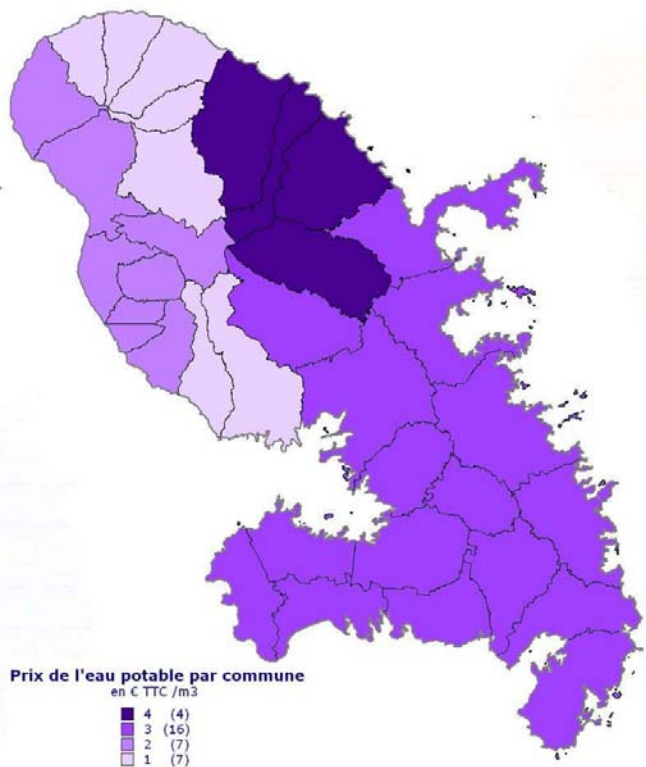 Prix de l'eau potable par commune
en € TTC /m3
4 (4)
3 (16)
2 (7)
1 (7)